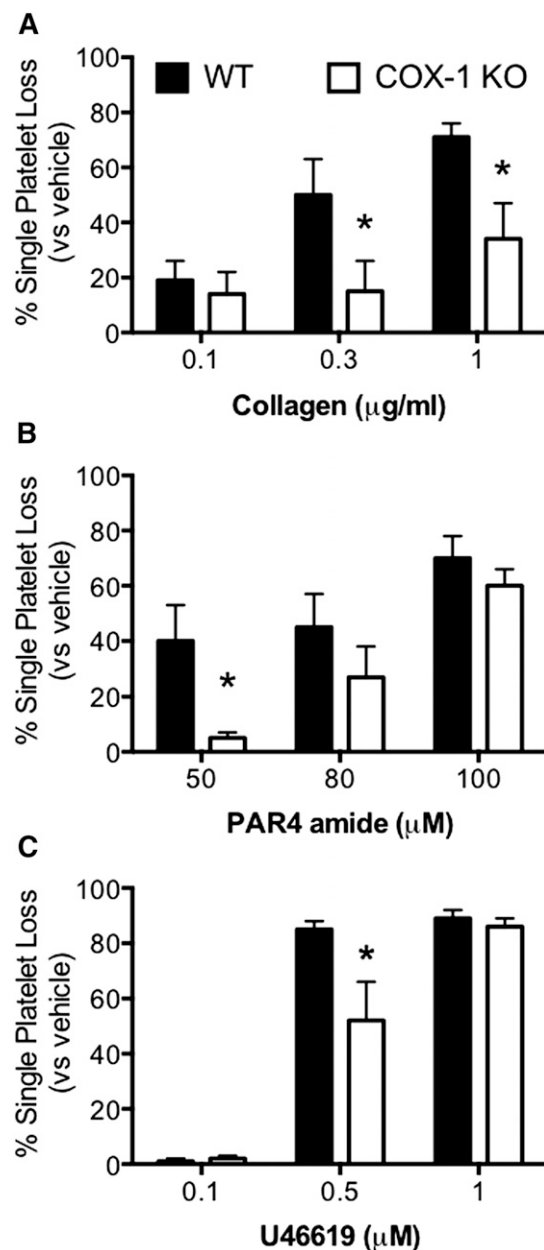 A
WT COX-1 KO
% Single Platelet Loss
(vs vehicle)
100
80
60
40
20
0
* *
0.1 0.3 1
Collagen (μg/ml)
B
% Single Platelet Loss
(vs vehicle)
100
80
60
40
20
0
*
50 80 100
PAR4 amide (μM)
C
% Single Platelet Loss
(vs vehicle)
100
80
60
40
20
0
*
0.1 0.5 1
U46619 (μM)